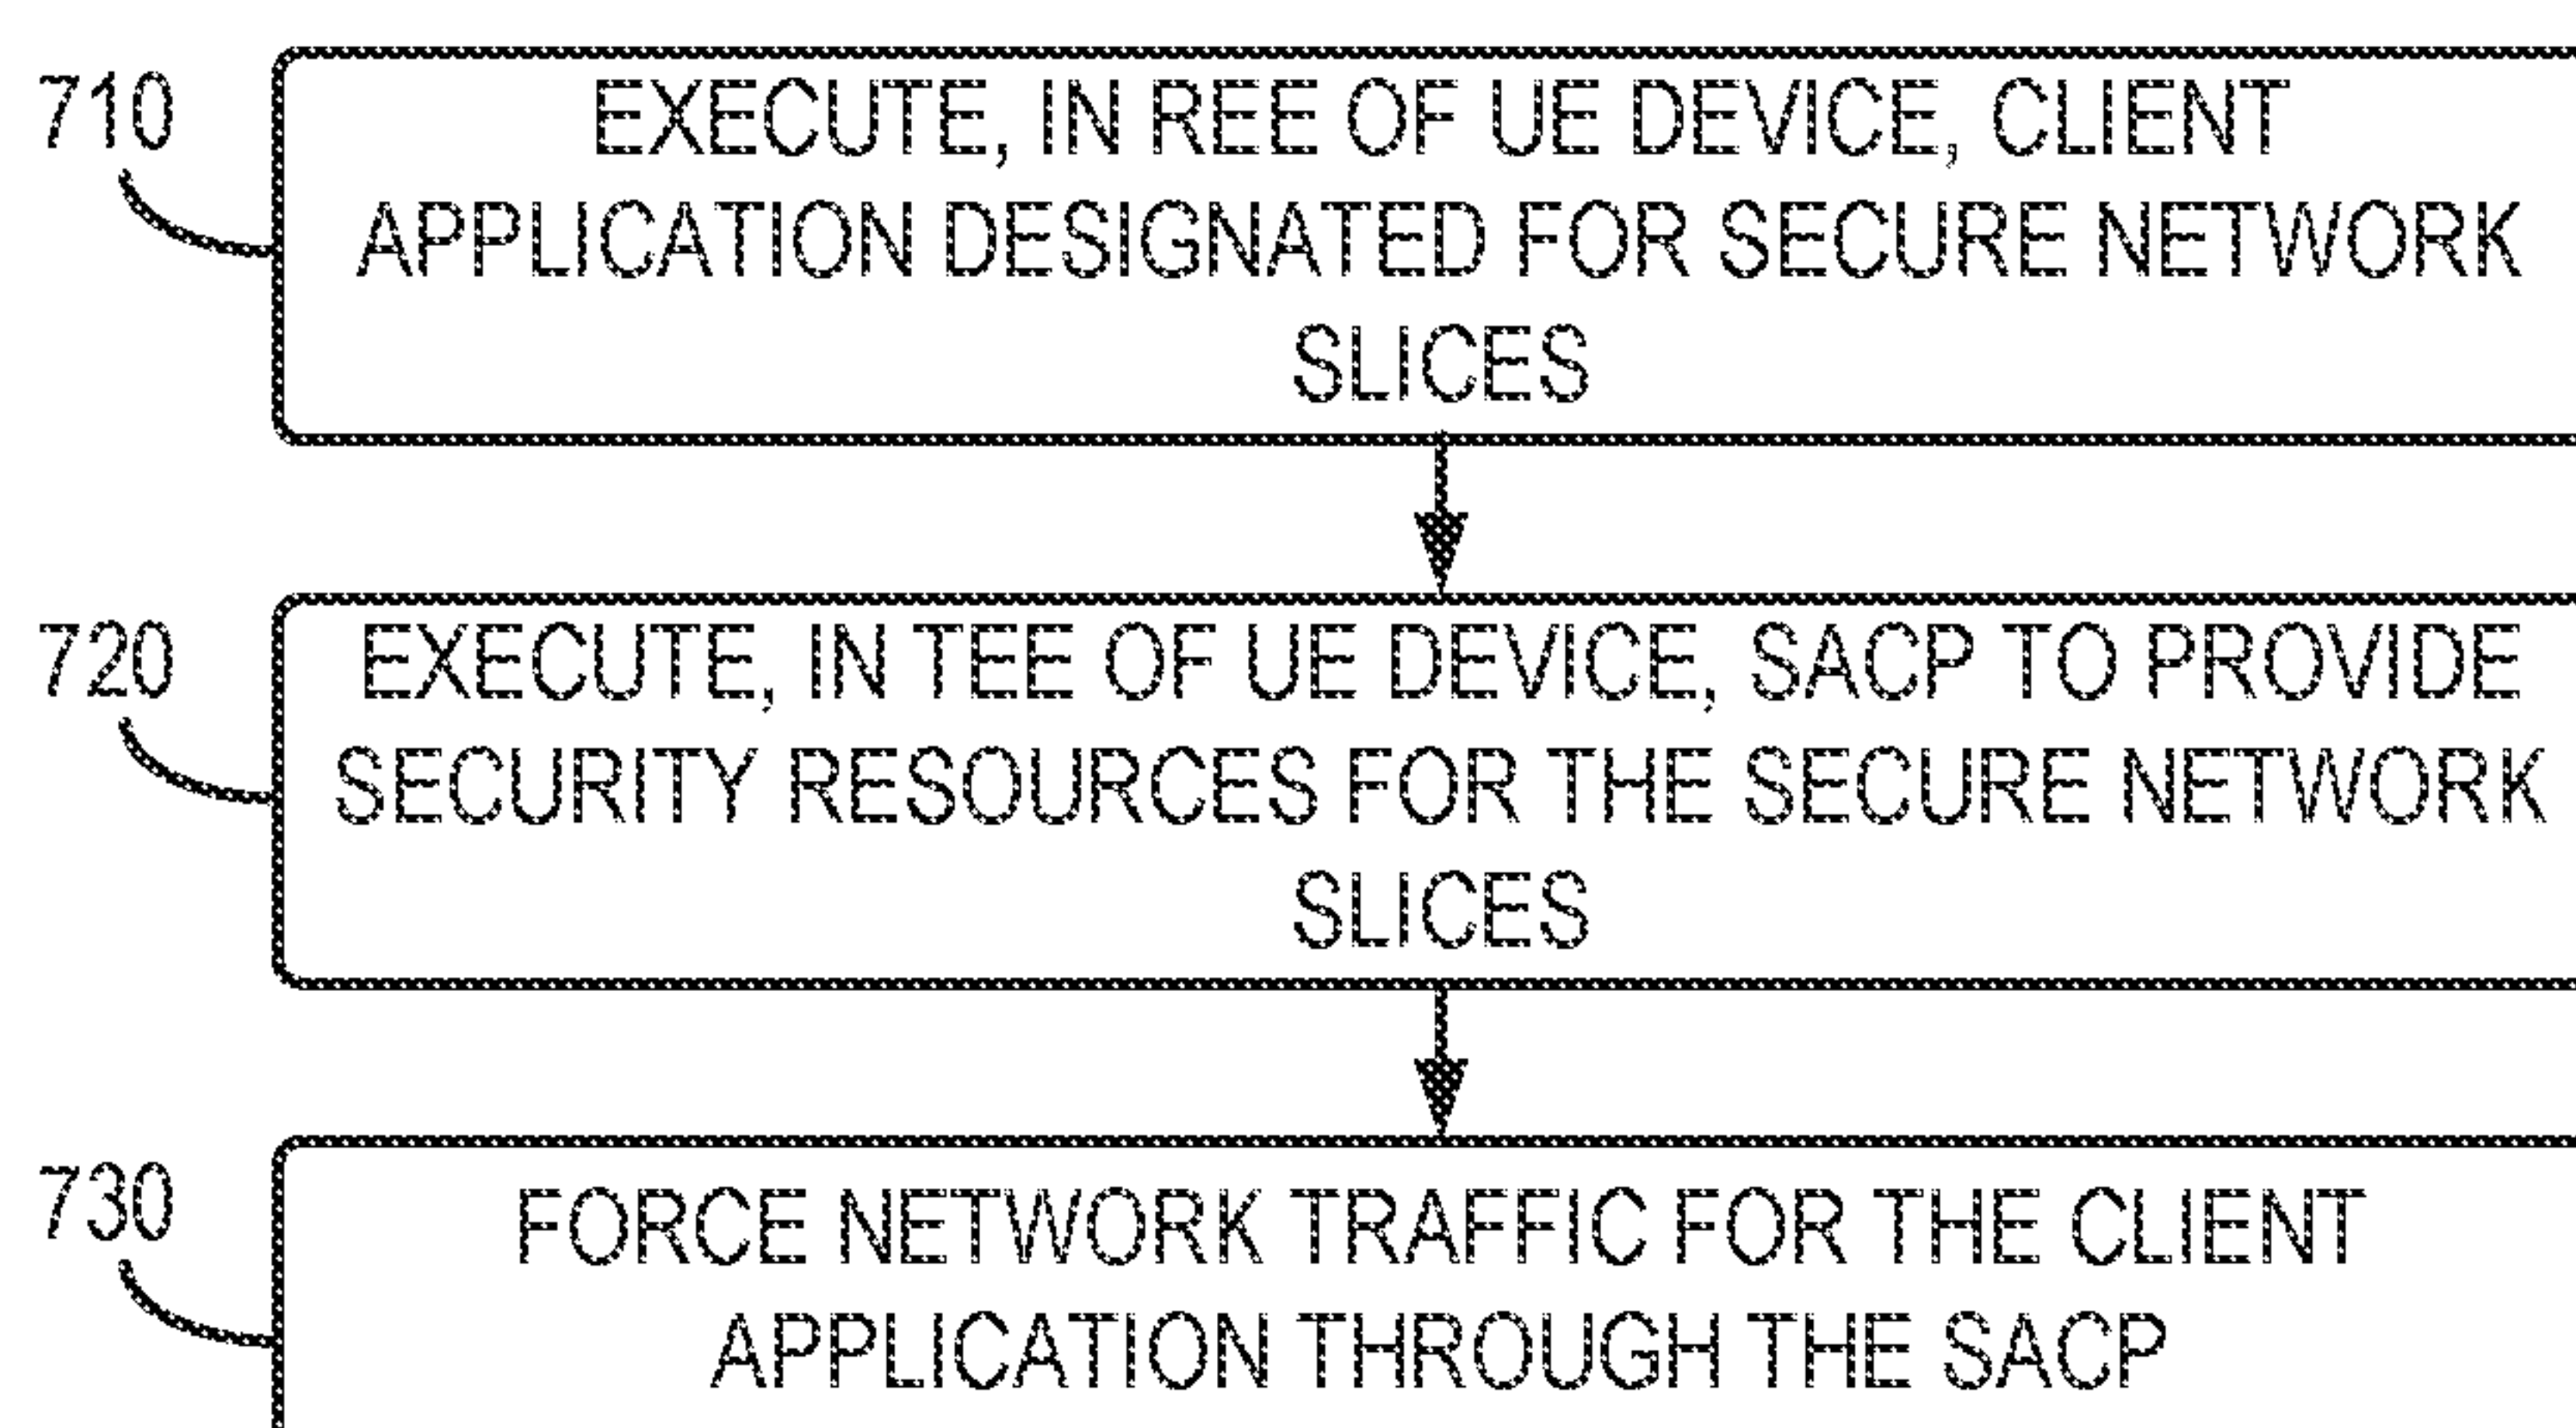 710
EXECUTE, IN REE OF UE DEVICE, CLIENT
APPLICATION DESIGNATED FOR SECURE NETWORK
SLICES
720
EXECUTE, IN TEE OF UE DEVICE, SACP TO PROVIDE
SECURITY RESOURCES FOR THE SECURE NETWORK
SLICES
730
FORCE NETWORK TRAFFIC FOR THE CLIENT
APPLICATION THROUGH THE SACP